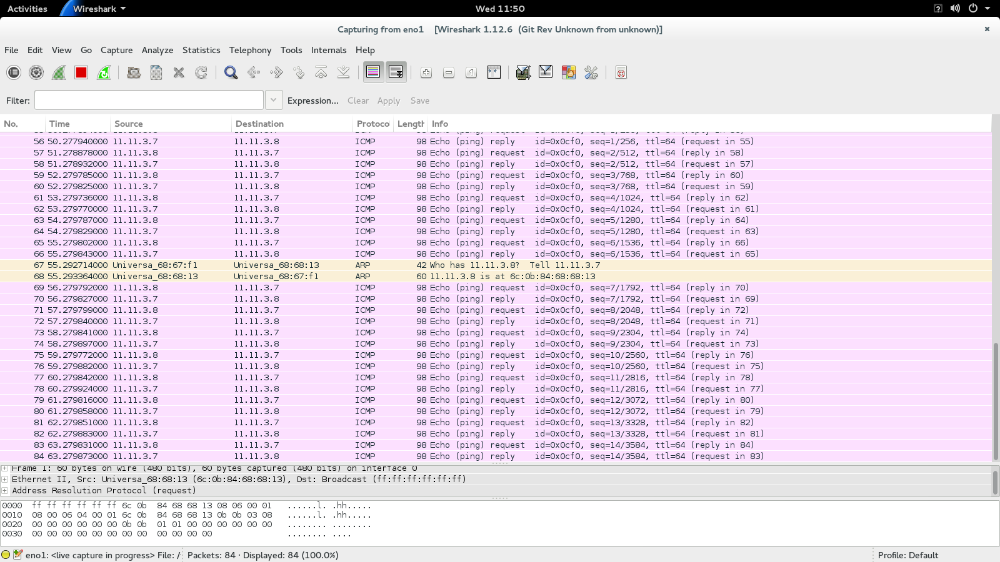 Activities Wireshark Wed 11:50
Capturing from eno1 [Wireshark 1.12.6 (Git Rev Unknown from unknown)]
File Edit View Go Capture Analyze Statistics Telephony Tools Internals Help
Filter: Expression... Clear Apply Save
No. Time Source Destination Protoco Length Info
56 50.277940000 11.11.3.7 11.11.3.8 ICMP 98 Echo (ping) reply id=0x0cf0, seq=1/256, ttl=64 (request in 55)
57 51.278878000 11.11.3.8 11.11.3.7 ICMP 98 Echo (ping) request id=0x0cf0, seq=2/512, ttl=64 (reply in 58)
58 51.278932000 11.11.3.7 11.11.3.8 ICMP 98 Echo (ping) reply id=0x0cf0, seq=2/512, ttl=64 (request in 57)
59 52.279785000 11.11.3.8 11.11.3.7 ICMP 98 Echo (ping) request id=0x0cf0, seq=3/768, ttl=64 (reply in 60)
60 52.279825000 11.11.3.7 11.11.3.8 ICMP 98 Echo (ping) reply id=0x0cf0, seq=3/768, ttl=64 (request in 59)
61 53.279736000 11.11.3.8 11.11.3.7 ICMP 98 Echo (ping) request id=0x0cf0, seq=4/1024, ttl=64 (reply in 62)
62 53.279770000 11.11.3.7 11.11.3.8 ICMP 98 Echo (ping) reply id=0x0cf0, seq=4/1024, ttl=64 (request in 61)
63 54.279787000 11.11.3.8 11.11.3.7 ICMP 98 Echo (ping) request id=0x0cf0, seq=5/1280, ttl=64 (reply in 64)
64 54.279829000 11.11.3.7 11.11.3.8 ICMP 98 Echo (ping) reply id=0x0cf0, seq=5/1280, ttl=64 (request in 63)
65 55.279802000 11.11.3.8 11.11.3.7 ICMP 98 Echo (ping) request id=0x0cf0, seq=6/1536, ttl=64 (reply in 66)
66 55.279843000 11.11.3.7 11.11.3.8 ICMP 98 Echo (ping) reply id=0x0cf0, seq=6/1536, ttl=64 (request in 65)
67 55.292714000 Universa_68:67:f1 Universa_68:68:13 ARP 42 Who has 11.11.3.8? Tell 11.11.3.7
68 55.293364000 Universa_68:68:13 Universa_68:67:f1 ARP 60 11.11.3.8 is at 6c:0b:84:68:68:13
69 56.279792000 11.11.3.8 11.11.3.7 ICMP 98 Echo (ping) request id=0x0cf0, seq=7/1792, ttl=64 (reply in 70)
70 56.279827000 11.11.3.7 11.11.3.8 ICMP 98 Echo (ping) reply id=0x0cf0, seq=7/1792, ttl=64 (request in 69)
71 57.279799000 11.11.3.8 11.11.3.7 ICMP 98 Echo (ping) request id=0x0cf0, seq=8/2048, ttl=64 (reply in 72)
72 57.279840000 11.11.3.7 11.11.3.8 ICMP 98 Echo (ping) reply id=0x0cf0, seq=8/2048, ttl=64 (request in 71)
73 58.279841000 11.11.3.8 11.11.3.7 ICMP 98 Echo (ping) request id=0x0cf0, seq=9/2304, ttl=64 (reply in 74)
74 58.279897000 11.11.3.7 11.11.3.8 ICMP 98 Echo (ping) reply id=0x0cf0, seq=9/2304, ttl=64 (request in 73)
75 59.279772000 11.11.3.8 11.11.3.7 ICMP 98 Echo (ping) request id=0x0cf0, seq=10/2560, ttl=64 (reply in 76)
76 59.279882000 11.11.3.7 11.11.3.8 ICMP 98 Echo (ping) reply id=0x0cf0, seq=10/2560, ttl=64 (request in 75)
77 60.279842000 11.11.3.8 11.11.3.7 ICMP 98 Echo (ping) request id=0x0cf0, seq=11/2816, ttl=64 (reply in 78)
78 60.279924000 11.11.3.7 11.11.3.8 ICMP 98 Echo (ping) reply id=0x0cf0, seq=11/2816, ttl=64 (request in 77)
79 61.279816000 11.11.3.8 11.11.3.7 ICMP 98 Echo (ping) request id=0x0cf0, seq=12/3072, ttl=64 (reply in 80)
80 61.279858000 11.11.3.7 11.11.3.8 ICMP 98 Echo (ping) reply id=0x0cf0, seq=12/3072, ttl=64 (request in 79)
81 62.279851000 11.11.3.8 11.11.3.7 ICMP 98 Echo (ping) request id=0x0cf0, seq=13/3328, ttl=64 (reply in 82)
82 62.279883000 11.11.3.7 11.11.3.8 ICMP 98 Echo (ping) reply id=0x0cf0, seq=13/3328, ttl=64 (request in 81)
83 63.279831000 11.11.3.8 11.11.3.7 ICMP 98 Echo (ping) request id=0x0cf0, seq=14/3584, ttl=64 (reply in 84)
84 63.279873000 11.11.3.7 11.11.3.8 ICMP 98 Echo (ping) reply id=0x0cf0, seq=14/3584, ttl=64 (request in 83)
Frame 1: 60 bytes on wire (480 bits), 60 bytes captured (480 bits) on interface 0
Ethernet II, Src: Universa_68:68:13 (6c:0b:84:68:68:13), Dst: Broadcast (ff:ff:ff:ff:ff:ff)
Address Resolution Protocol (request)
0000 ff ff ff ff ff ff 6c 0b 84 68 68 13 08 06 00 01 ......l. .hh.....
0010 08 00 06 04 00 01 6c 0b 84 68 68 13 0b 0b 03 08 ......l. .hh.....
0020 00 00 00 00 00 00 0b 0b 01 01 00 00 00 00 00 00 ........ ........
0030 00 00 00 00 00 00 00 00 00 00 00 00 ........ ....
eno1: <live capture in progress> File: / Packets: 84 · Displayed: 84 (100.0%) Profile: Default